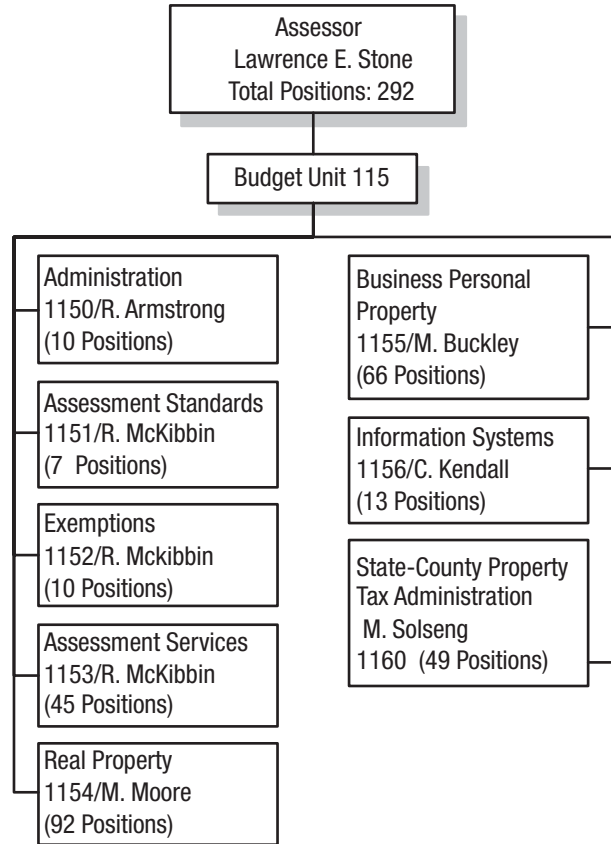 Assessor
Lawrence E. Stone
Total Positions: 292
Budget Unit 115
Administration
1150/R. Armstrong
(10 Positions)
Assessment Standards
1151/R. McKibbin
(7 Positions)
Exemptions
1152/R. Mckibbin
(10 Positions)
Assessment Services
1153/R. McKibbin
(45 Positions)
Real Property
1154/M. Moore
(92 Positions)
Business Personal
Property
1155/M. Buckley
(66 Positions)
Information Systems
1156/C. Kendall
(13 Positions)
State-County Property
Tax Administration
M. Solseng
1160 (49 Positions)